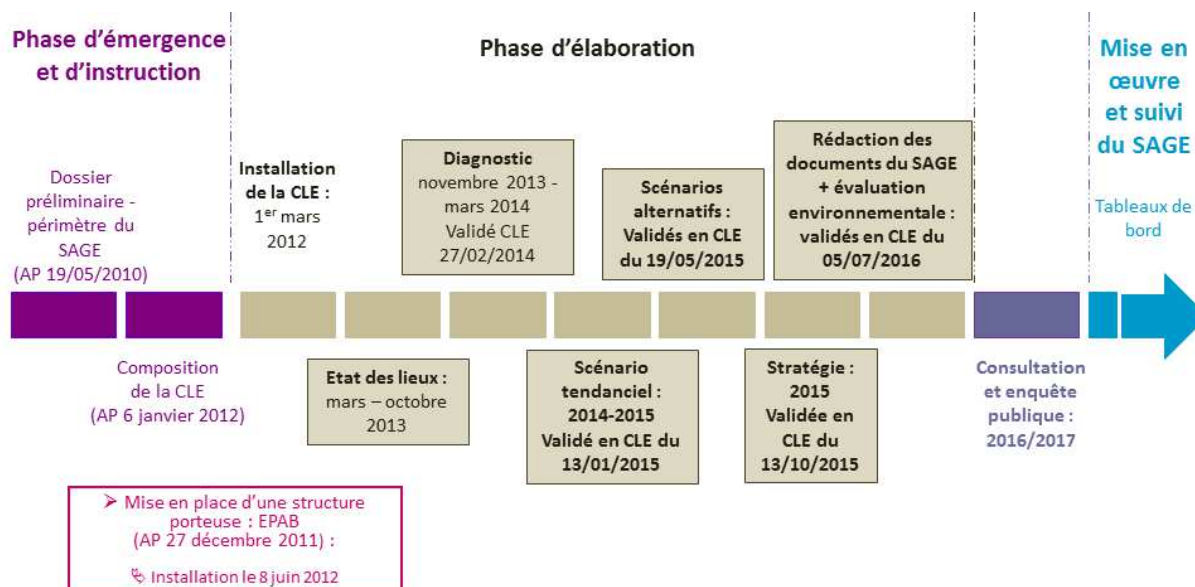 Phase d'émergence
et d'instruction
Phase d'élaboration
Mise en
œuvre
et suivi
du SAGE
Dossier
préliminaire -
périmètre du
SAGE
(AP 19/05/2010)
Installation
de la CLE :
1er mars
2012
Diagnostic
novembre 2013 -
mars 2014
Validé CLE
27/02/2014
Scénarios
alternatifs :
Validés en CLE
du 19/05/2015
Rédaction des
documents du SAGE
+ évaluation
environnementale :
validés en CLE du
05/07/2016
Tableaux de
bord
Composition
de la CLE
(AP 6 janvier 2012)
Etat des lieux :
mars – octobre
2013
Scénario
tendanciel :
2014-2015
Validé en CLE du
13/01/2015
Stratégie :
2015
Validée en
CLE du
13/10/2015
Consultation
et enquête
publique :
2016/2017
➢ Mise en place d'une structure
porteuse : EPAB
(AP 27 décembre 2011) :
Installation le 8 juin 2012